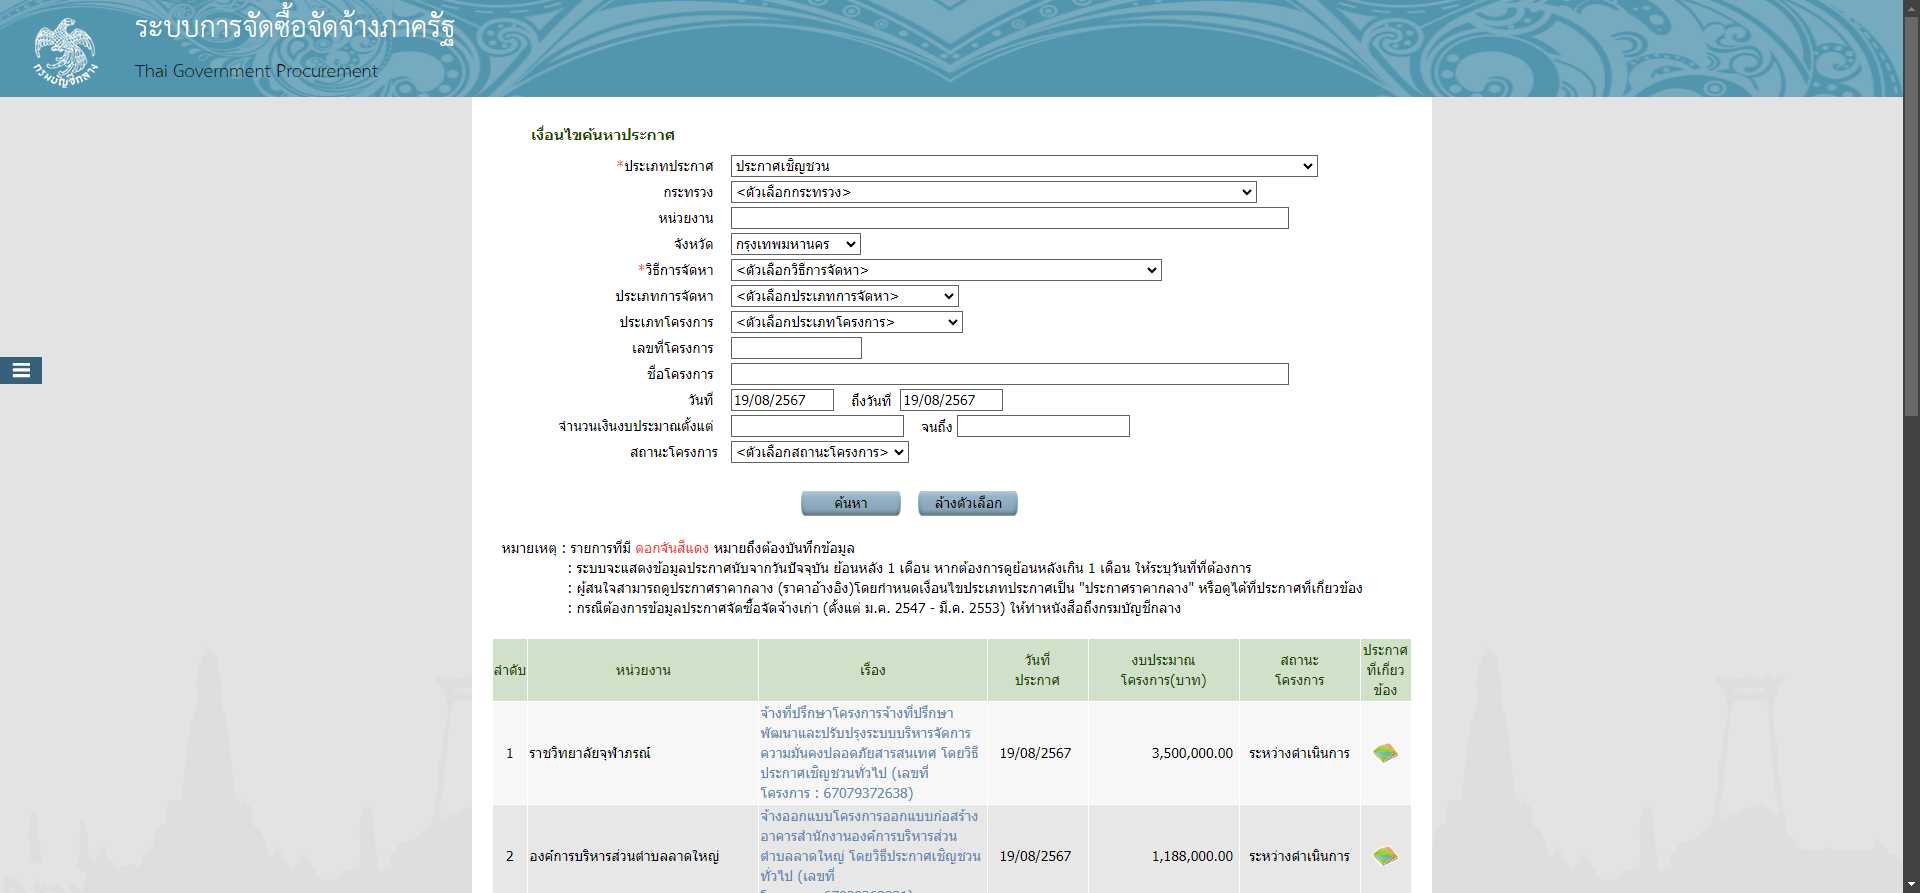 ระบบการจัดซื้อจัดจ้างภาครัฐ
Thai Government Procurement
กรมบัญชีกลาง
เงื่อนไขค้นหาประกาศ
*ประเภทประกาศ ประกาศเชิญชวน
กระทรวง <ตัวเลือกกระทรวง>
หน่วยงาน
จังหวัด กรุงเทพมหานคร
*วิธีการจัดหา <ตัวเลือกวิธีการจัดหา>
ประเภทการจัดหา <ตัวเลือกประเภทการจัดหา>
ประเภทโครงการ <ตัวเลือกประเภทโครงการ>
เลขที่โครงการ
ชื่อโครงการ
วันที่ 19/08/2567 ถึงวันที่ 19/08/2567
จำนวนเงินงบประมาณตั้งแต่ จนถึง
สถานะโครงการ <ตัวเลือกสถานะโครงการ>
ค้นหา ล้างตัวเลือก
หมายเหตุ : รายการที่มี ดอกจันสีแดง หมายถึงต้องบันทึกข้อมูล
: ระบบจะแสดงข้อมูลประกาศนับจากวันปัจจุบัน ย้อนหลัง 1 เดือน หากต้องการดูย้อนหลังเกิน 1 เดือน ให้ระบุวันที่ที่ต้องการ
: ผู้สนใจสามารถดูประกาศราคากลาง (ราคาอ้างอิง)โดยกำหนดเงื่อนไขประเภทประกาศเป็น "ประกาศราคากลาง" หรือดูได้ที่ประกาศที่เกี่ยวข้อง
: กรณีต้องการข้อมูลประกาศจัดซื้อจัดจ้างเก่า (ตั้งแต่ ม.ค. 2547 - มี.ค. 2553) ให้ทำหนังสือถึงกรมบัญชีกลาง
ลำดับ หน่วยงาน เรื่อง วันที่ประกาศ งบประมาณโครงการ(บาท) สถานะโครงการ ประกาศที่เกี่ยวข้อง
1 ราชวิทยาลัยจุฬาภรณ์
จ้างที่ปรึกษาโครงการจ้างที่ปรึกษา
พัฒนาและปรับปรุงระบบบริหารจัดการ
ความมั่นคงปลอดภัยสารสนเทศ โดยวิธี
ประกาศเชิญชวนทั่วไป (เลขที่
โครงการ : 67079372638)
19/08/2567 3,500,000.00 ระหว่างดำเนินการ
2 องค์การบริหารส่วนตำบลลาดใหญ่
จ้างออกแบบโครงการออกแบบก่อสร้าง
อาคารสำนักงานองค์การบริหารส่วน
ตำบลลาดใหญ่ โดยวิธีประกาศเชิญชวน
ทั่วไป (เลขที่
19/08/2567 1,188,000.00 ระหว่างดำเนินการ